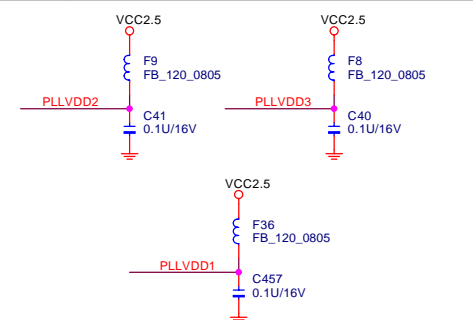 VCC2.5
F9
FB_120_0805
PLLVDD2
C41
0.1U/16V
VCC2.5
F8
FB_120_0805
PLLVDD3
C40
0.1U/16V
VCC2.5
F36
FB_120_0805
PLLVDD1
C457
0.1U/16V